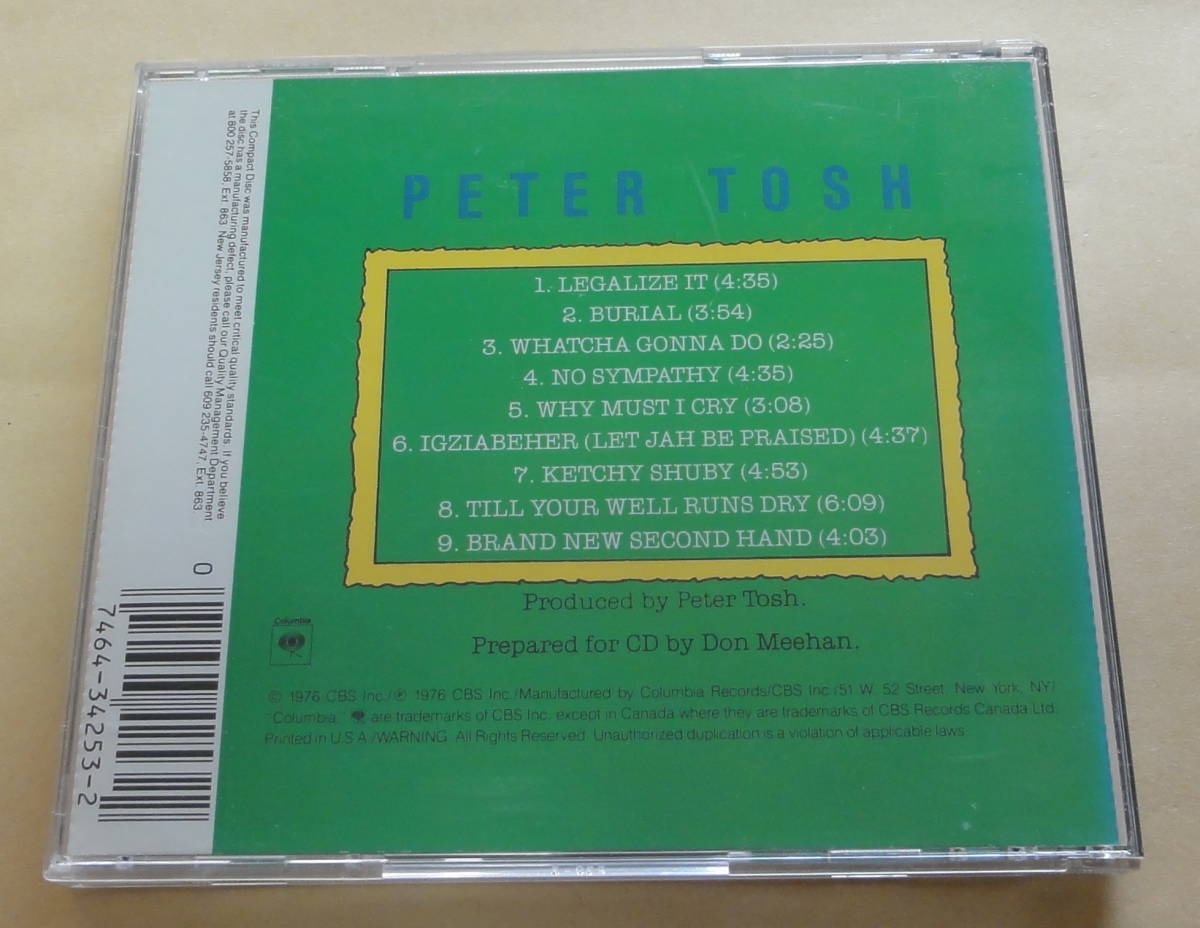 PETER TOSH
1. LEGALIZE IT (4:35)
2. BURIAL (3:54)
3. WHATCHA GONNA DO (2:25)
4. NO SYMPATHY (4:35)
5. WHY MUST I CRY (3:08)
6. IGZIABEHER (LET JAH BE PRAISED) (4:37)
7. KETCHY SHUBY (4:53)
8. TILL YOUR WELL RUNS DRY (6:09)
9. BRAND NEW SECOND HAND (4:03)
Produced by Peter Tosh.
Prepared for CD by Don Meehan.
Columbia
© 1976 CBS Inc./℗ 1976 CBS Inc./Manufactured by Columbia Records/CBS Inc./51 W. 52 Street, New York, NY/
"Columbia," are trademarks of CBS Inc. except in Canada where they are trademarks of CBS Records Canada Ltd.
Printed in U.S.A./WARNING: All Rights Reserved. Unauthorized duplication is a violation of applicable laws.
This Compact Disc was manufactured to meet critical quality standards. If you believe
the disc has a manufacturing defect, please call our Quality Management Department
at 800 257-5858, Ext. 863. New Jersey residents should call 609 235-4747, Ext. 863
0
7464-34253-2